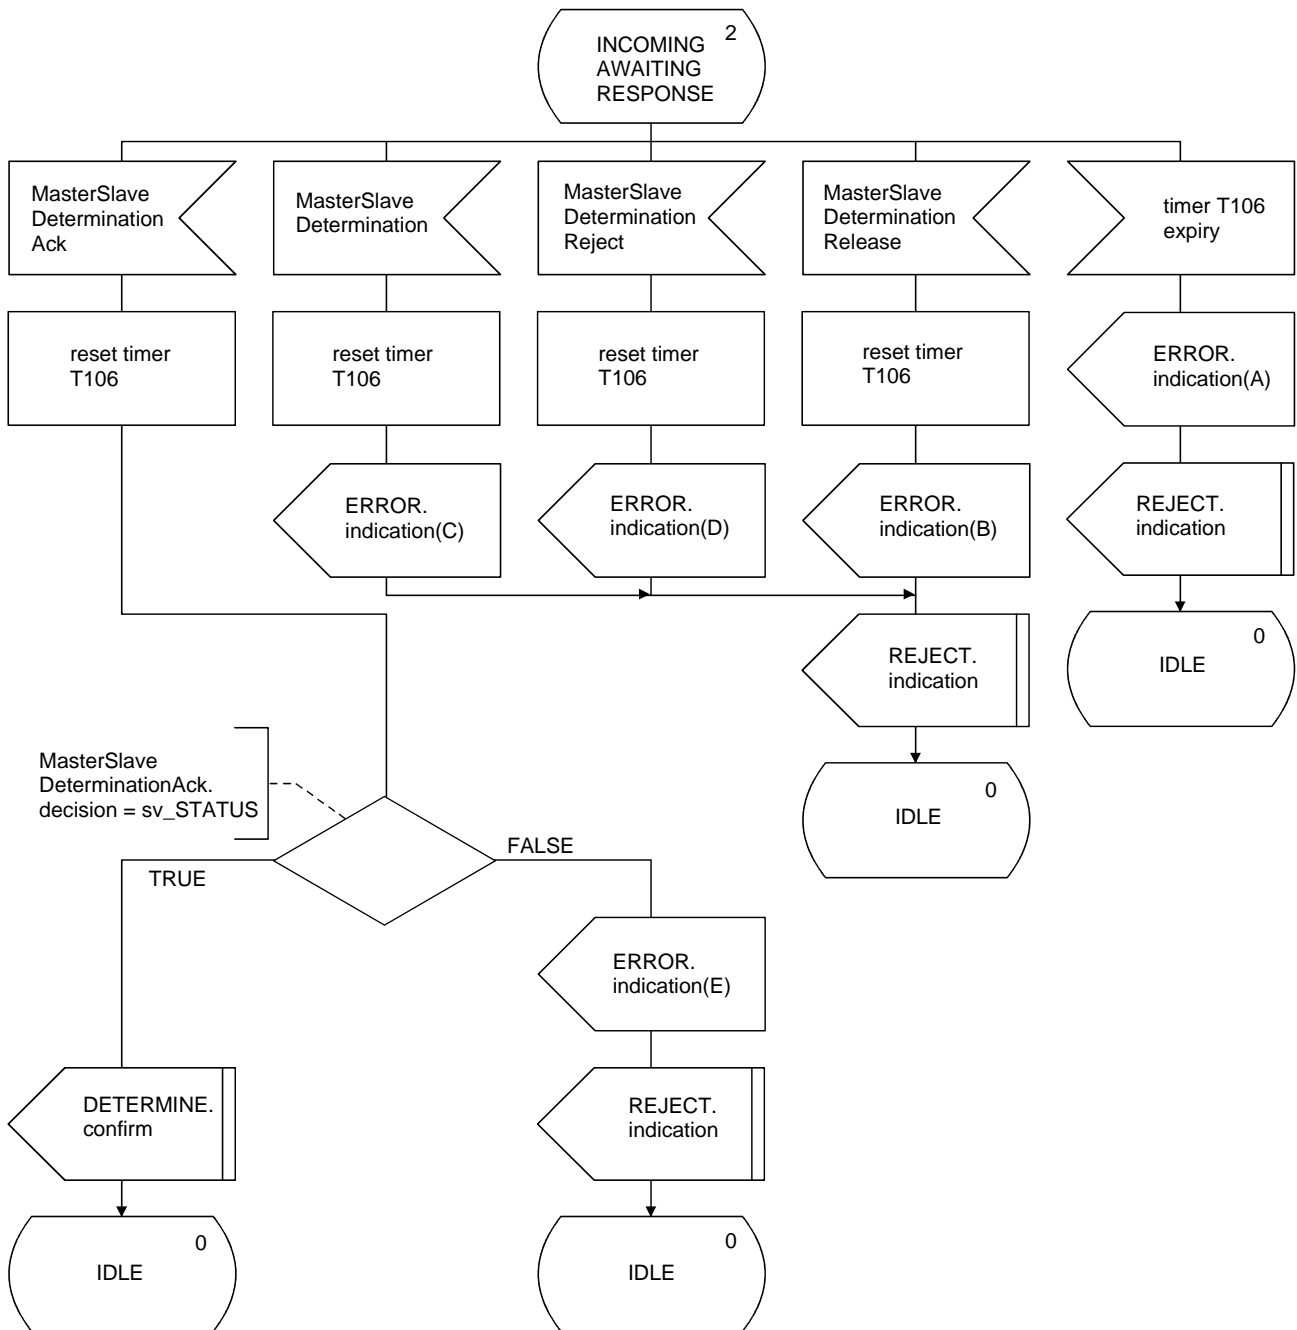 2
INCOMING
AWAITING
RESPONSE
MasterSlave
Determination
Ack
MasterSlave
Determination
MasterSlave
Determination
Reject
MasterSlave
Determination
Release
timer T106
expiry
reset timer
T106
reset timer
T106
reset timer
T106
reset timer
T106
ERROR.
indication(A)
ERROR.
indication(C)
ERROR.
indication(D)
ERROR.
indication(B)
REJECT.
indication
REJECT.
indication
0
IDLE
0
IDLE
MasterSlave
DeterminationAck.
decision = sv_STATUS
TRUE
FALSE
ERROR.
indication(E)
DETERMINE.
confirm
REJECT.
indication
0
IDLE
0
IDLE